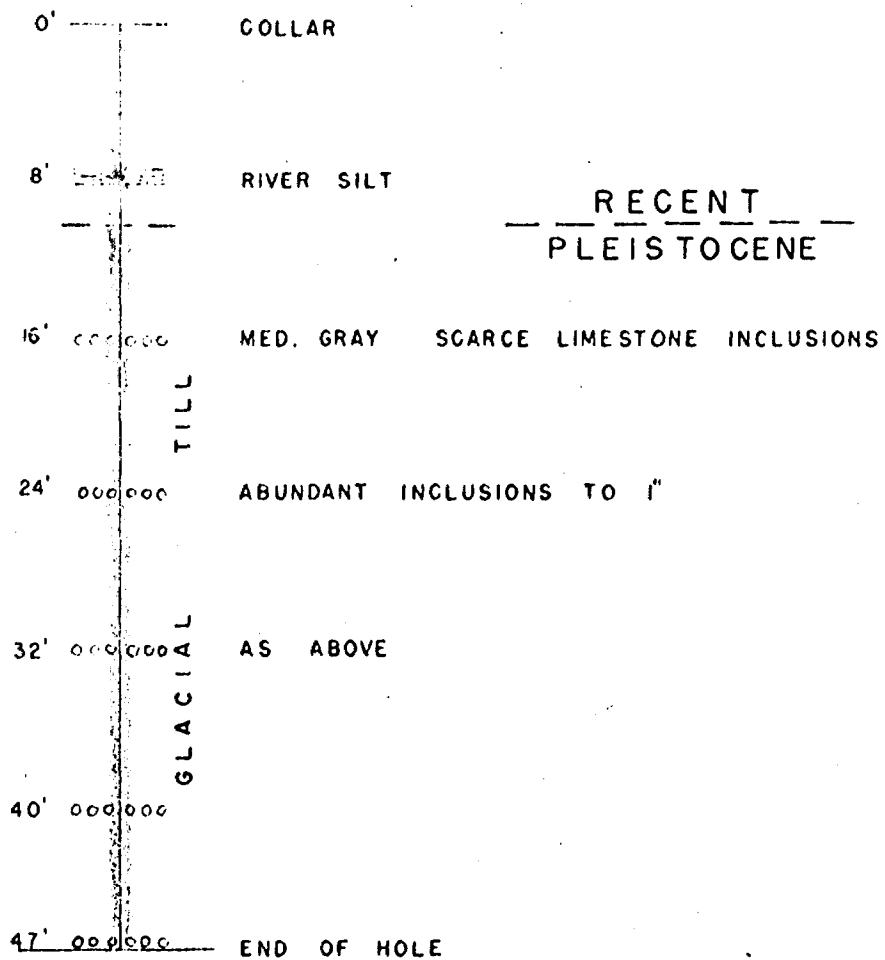 0' COLLAR
8' RIVER SILT
RECENT
PLEISTOCENE
16' MED. GRAY SCARCE LIMESTONE INCLUSIONS
24' ABUNDANT INCLUSIONS TO 1"
32' AS ABOVE
40'
47' END OF HOLE
GLACIAL TILL